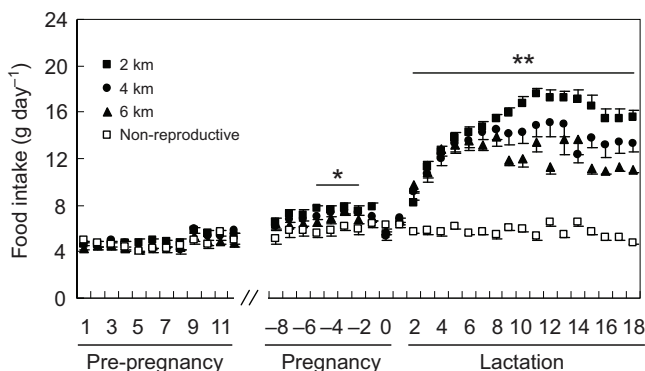 24
20
16
12
8
4
0
Food intake (g day⁻¹)
2 km
4 km
6 km
Non-reproductive
*
**
1 3 5 7 9 11 // –8 –6 –4 –2 0 2 4 6 8 10 12 14 16 18
Pre-pregnancy Pregnancy Lactation